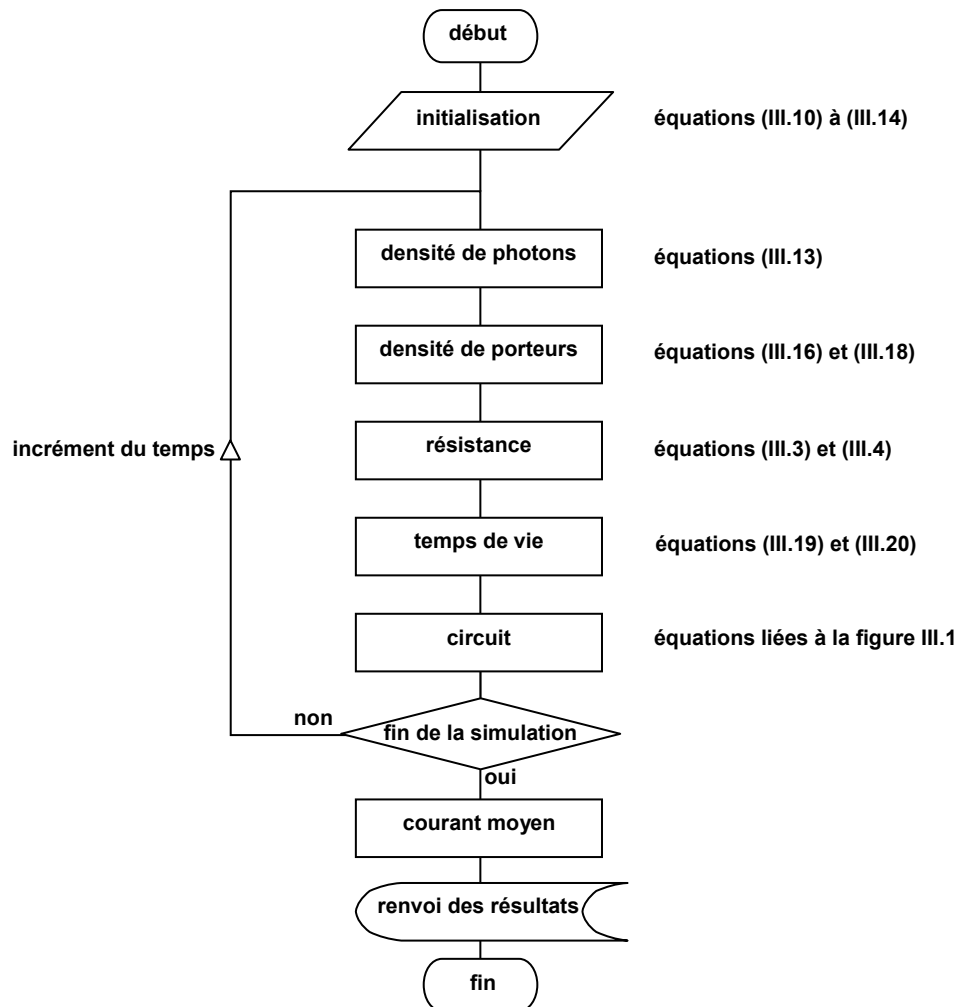 début
initialisation
équations (III.10) à (III.14)
densité de photons
équations (III.13)
densité de porteurs
équations (III.16) et (III.18)
incrément du temps
résistance
équations (III.3) et (III.4)
temps de vie
équations (III.19) et (III.20)
circuit
équations liées à la figure III.1
non
fin de la simulation
oui
courant moyen
renvoi des résultats
fin